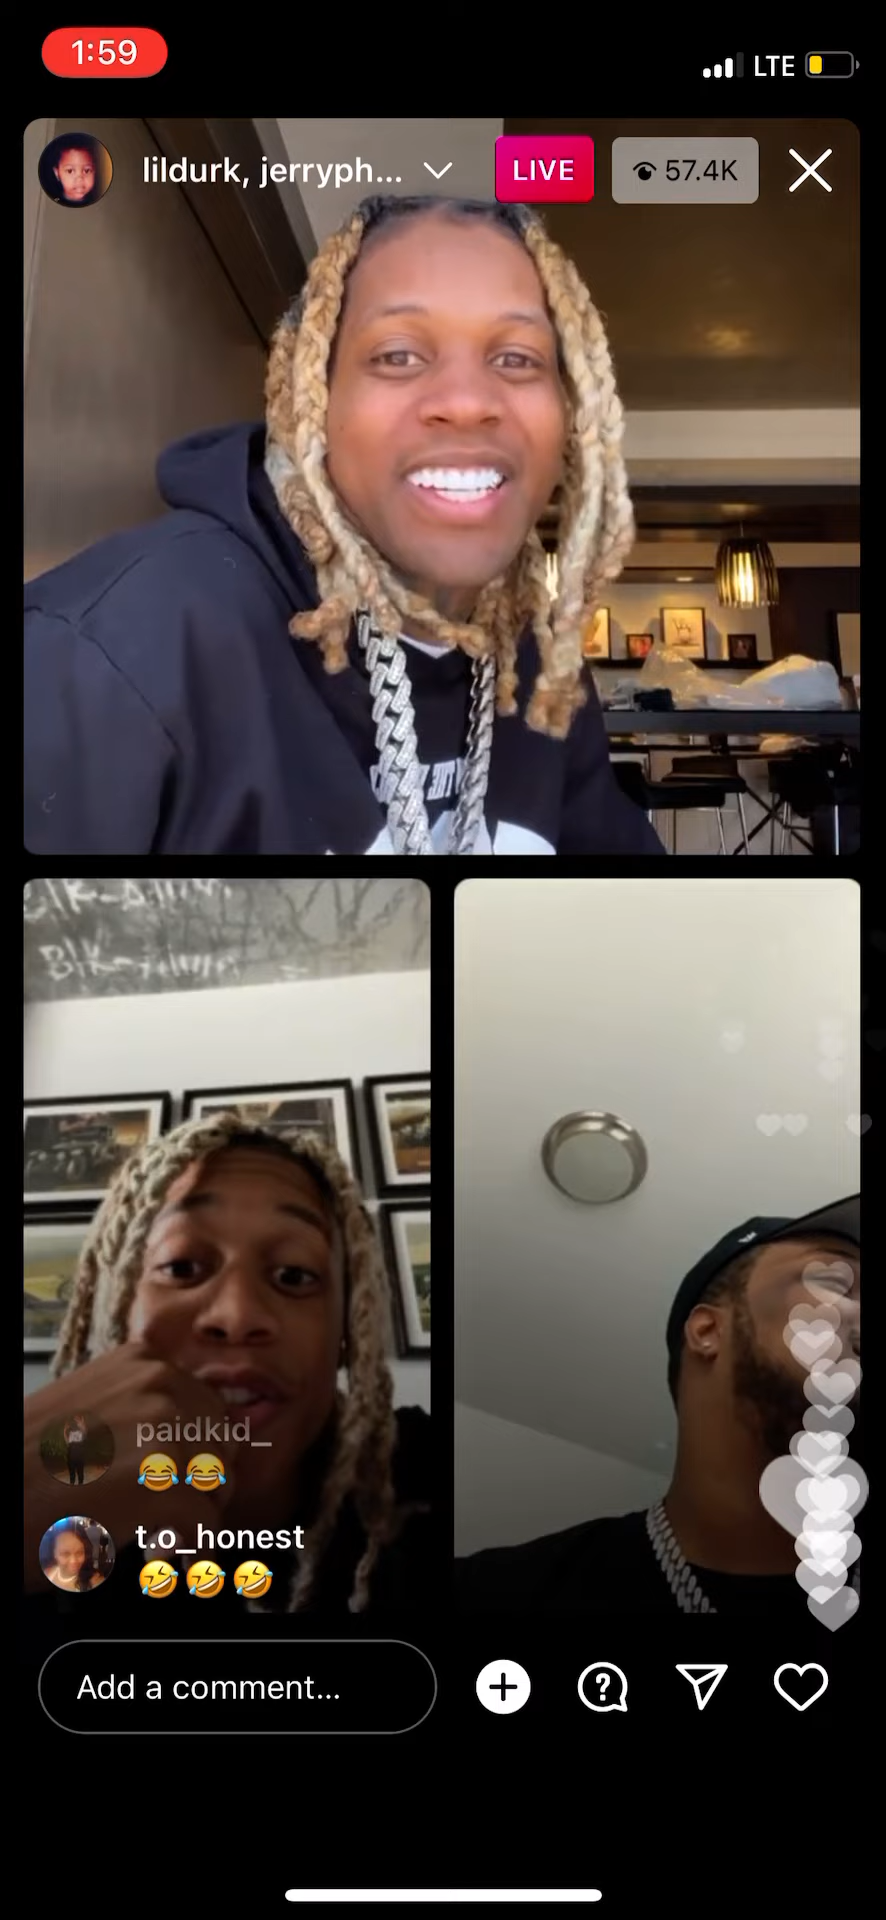 1:59
LTE
lildurk, jerryph...
LIVE
57.4K
paidkid_
😂😂
t.o_honest
🤣🤣🤣
Add a comment...